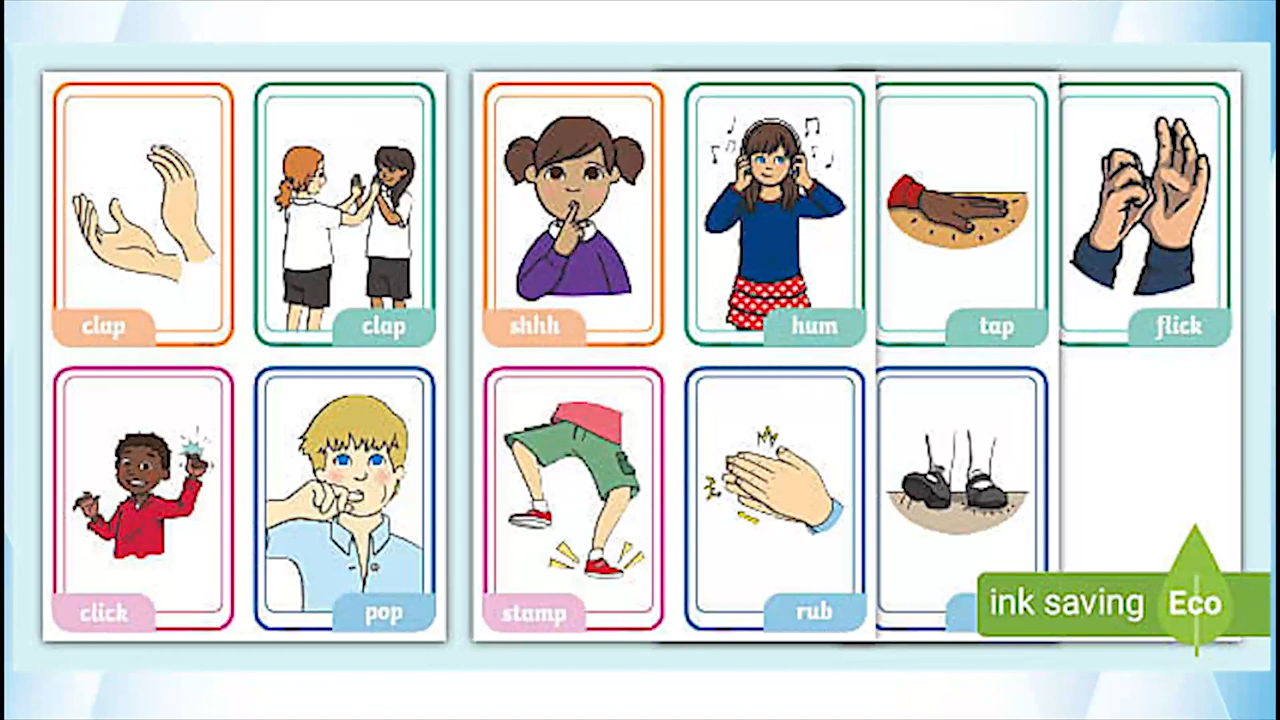 clap
clap
shhh
hum
tap
flick
click
pop
stamp
rub
ink saving
Eco